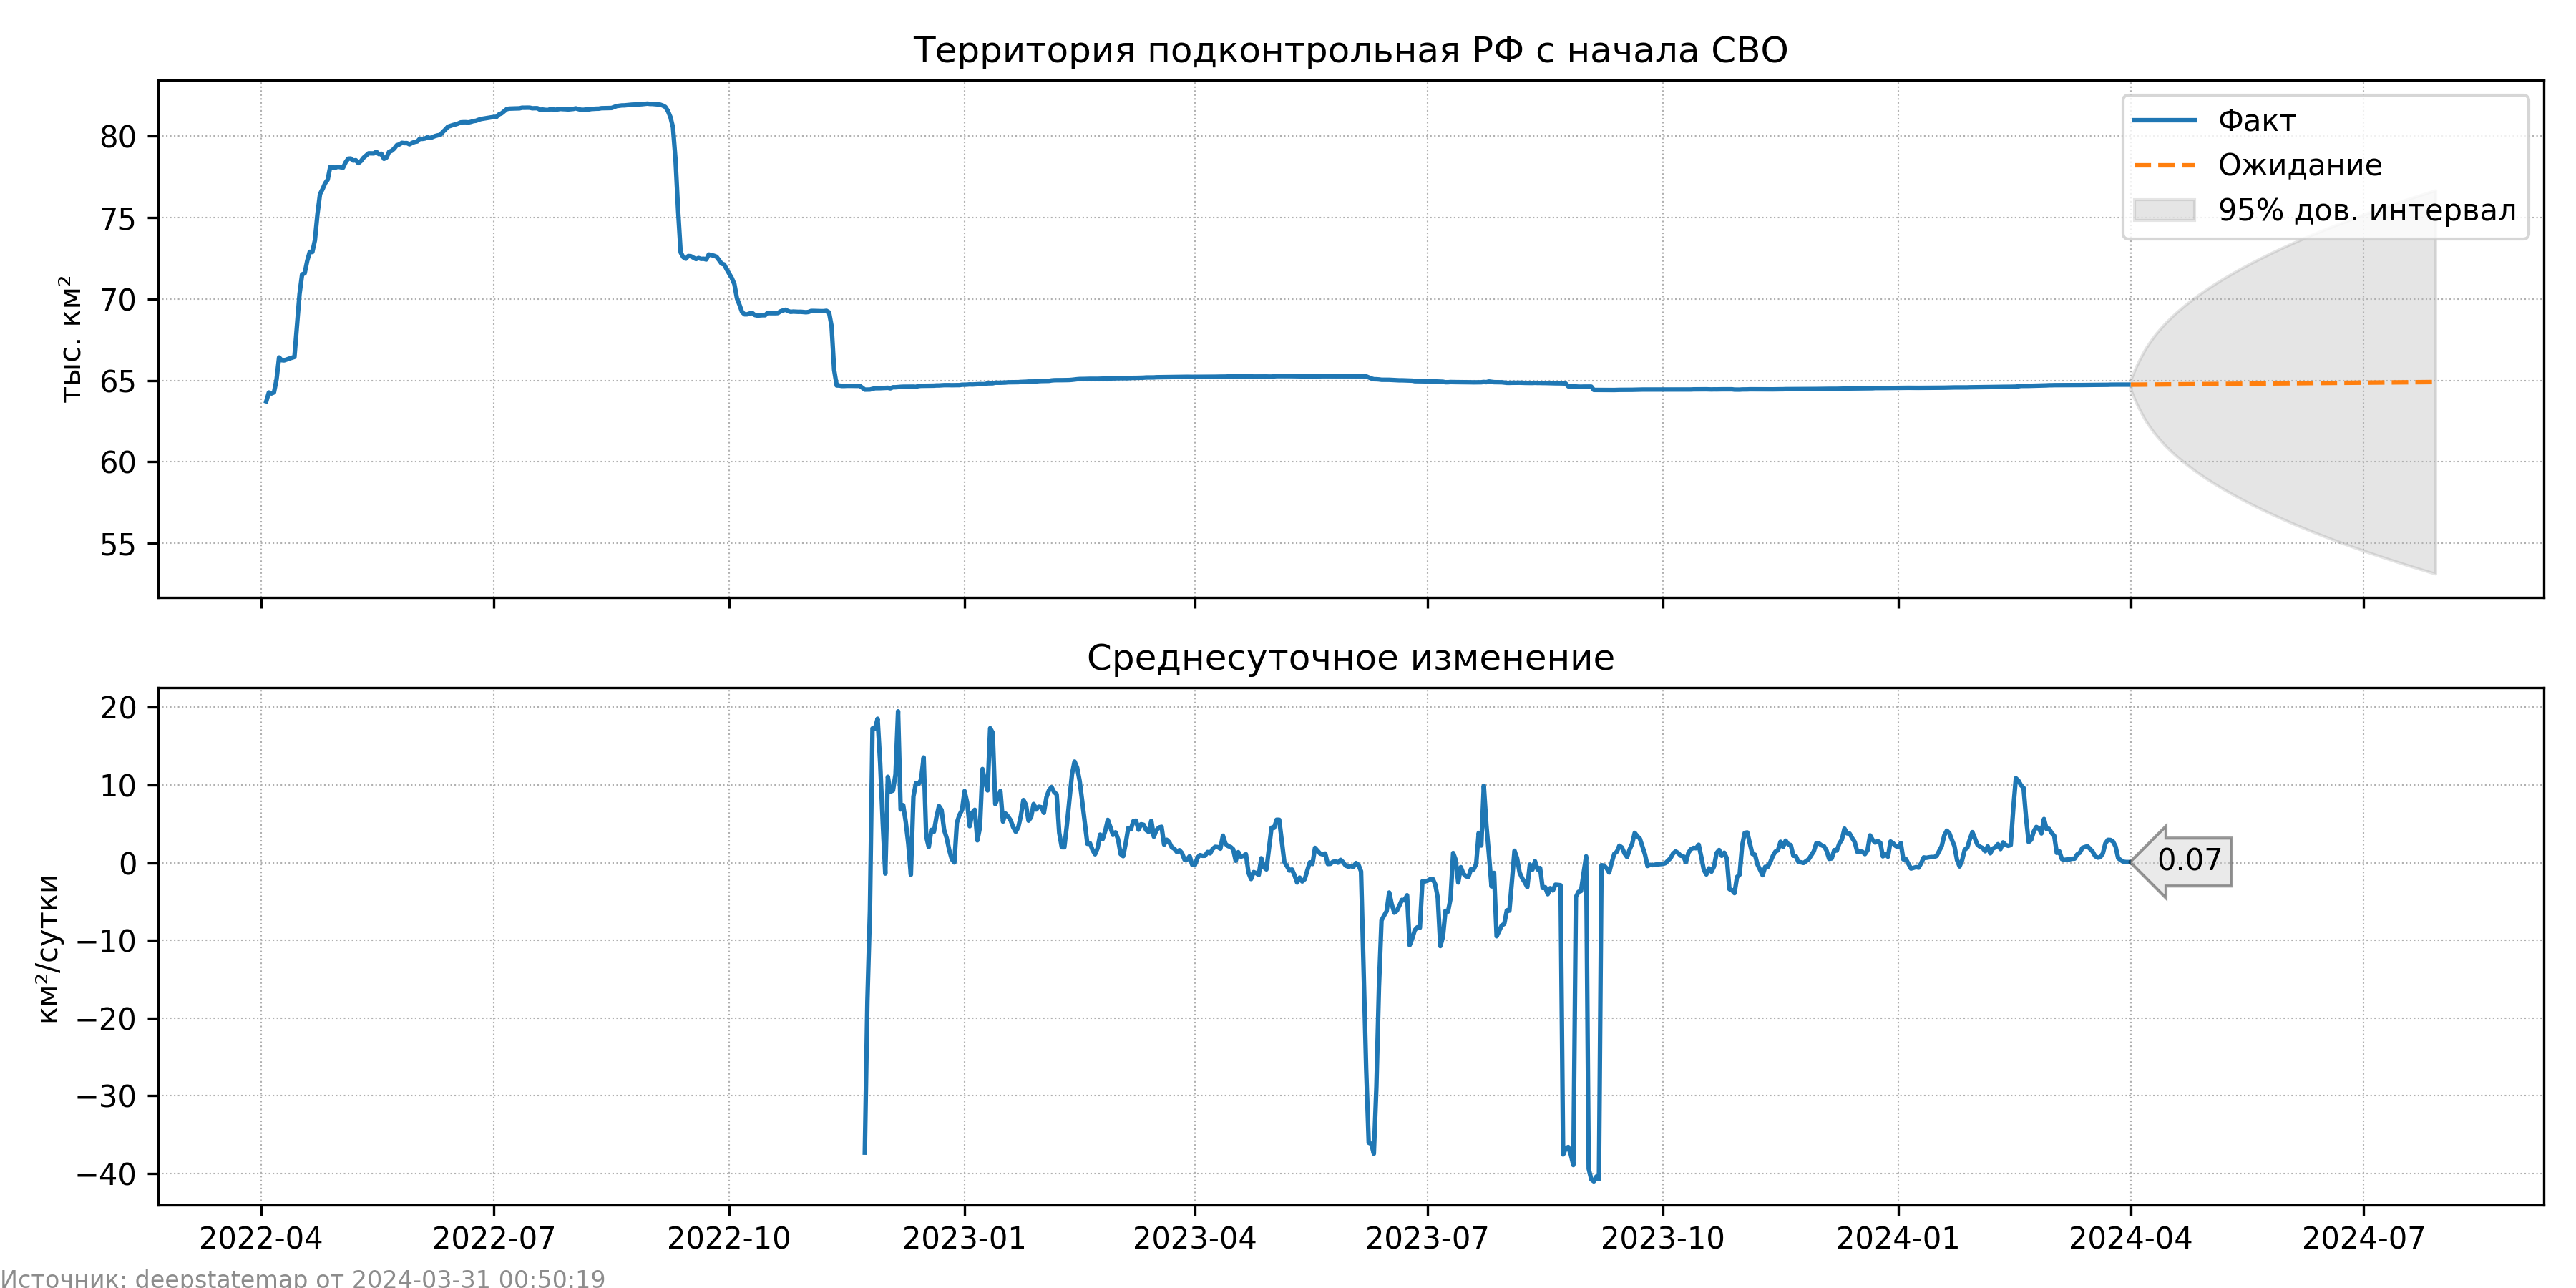 Территория подконтрольная РФ с начала СВО
Факт
Ожидание
95% дов. интервал
80
75
70
65
60
55
тыс. км²
Среднесуточное изменение
20
10
0
−10
−20
−30
−40
км²/сутки
0.07
2022-04 2022-07 2022-10 2023-01 2023-04 2023-07 2023-10 2024-01 2024-04 2024-07
Источник: deepstatemap от 2024-03-31 00:50:19